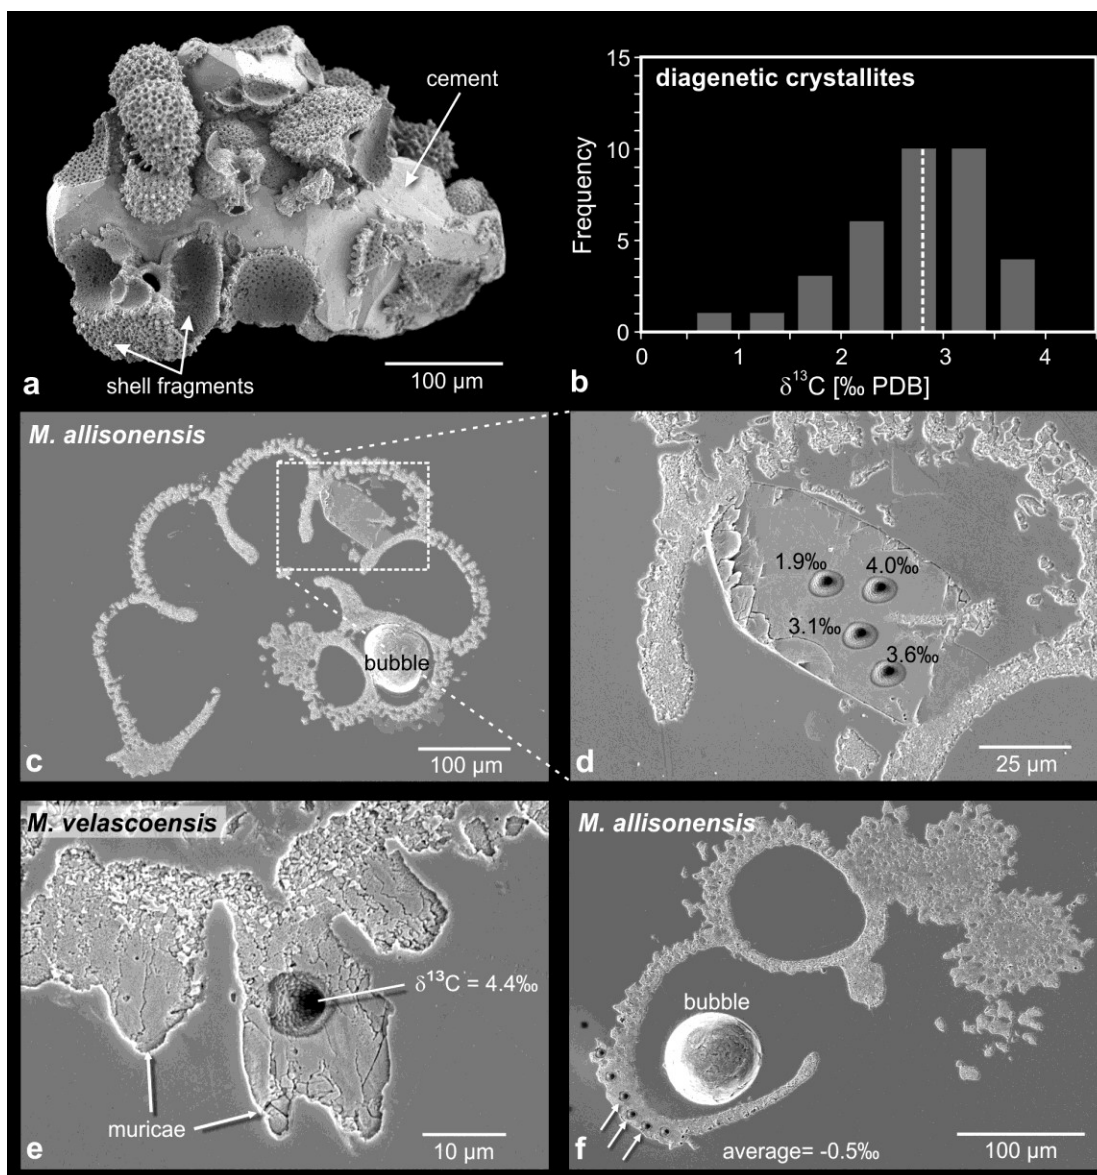 cement
shell fragments
100 µm
a
15
10
5
0
Frequency
diagenetic crystallites
0 1 2 3 4
δ¹³C [‰ PDB]
b
M. allisonensis
bubble
c
100 µm
1.9‰ 4.0‰
3.1‰
3.6‰
d
25 µm
M. velascoensis
δ¹³C = 4.4‰
muricae
e
10 µm
M. allisonensis
bubble
f
average= -0.5‰
100 µm